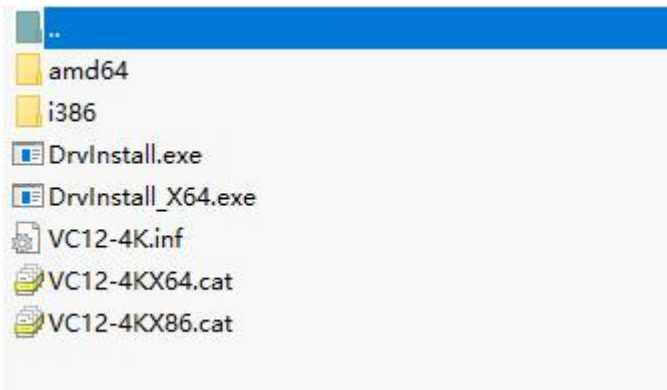 ..
amd64
i386
DrvInstall.exe
DrvInstall_X64.exe
VC12-4K.inf
VC12-4KX64.cat
VC12-4KX86.cat